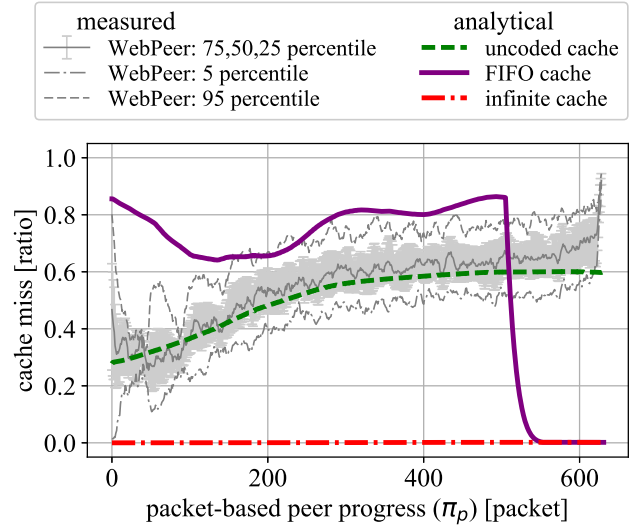 measured
analytical
WebPeer: 75,50,25 percentile
uncoded cache
WebPeer: 5 percentile
FIFO cache
WebPeer: 95 percentile
infinite cache
1.0
0.8
0.6
0.4
0.2
0.0
cache miss [ratio]
0
200
400
600
packet-based peer progress (π_p) [packet]